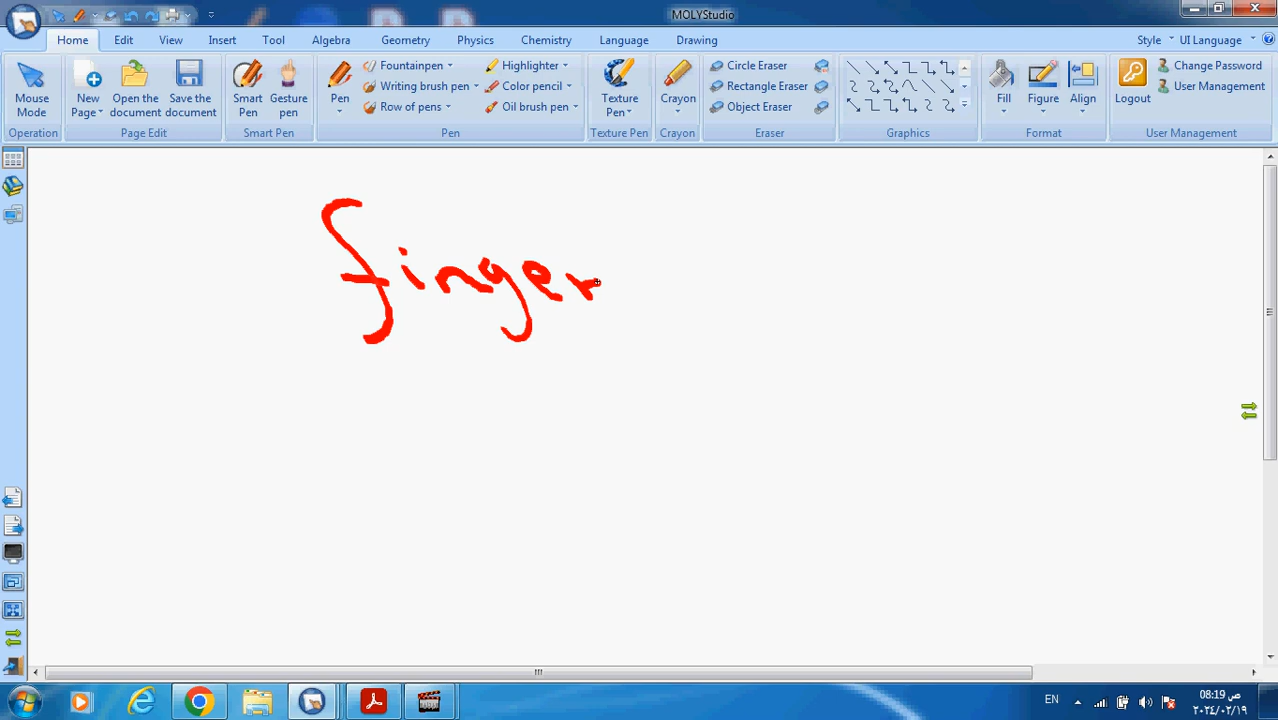 MOLYStudio
Home Edit View Insert Tool Algebra Geometry Physics Chemistry Language Drawing Style UI Language
Mouse Mode
Operation
New Page
Open the document
Save the document
Page Edit
Smart Pen
Gesture pen
Smart Pen
Pen
Fountainpen
Writing brush pen
Row of pens
Highlighter
Color pencil
Oil brush pen
Pen
Texture Pen
Texture Pen
Crayon
Crayon
Circle Eraser
Rectangle Eraser
Object Eraser
Eraser
Graphics
Fill
Figure
Align
Format
Logout
Change Password
User Management
User Management
finger
EN
08:19 ص
٢٠٢٤/٠٢/١٩